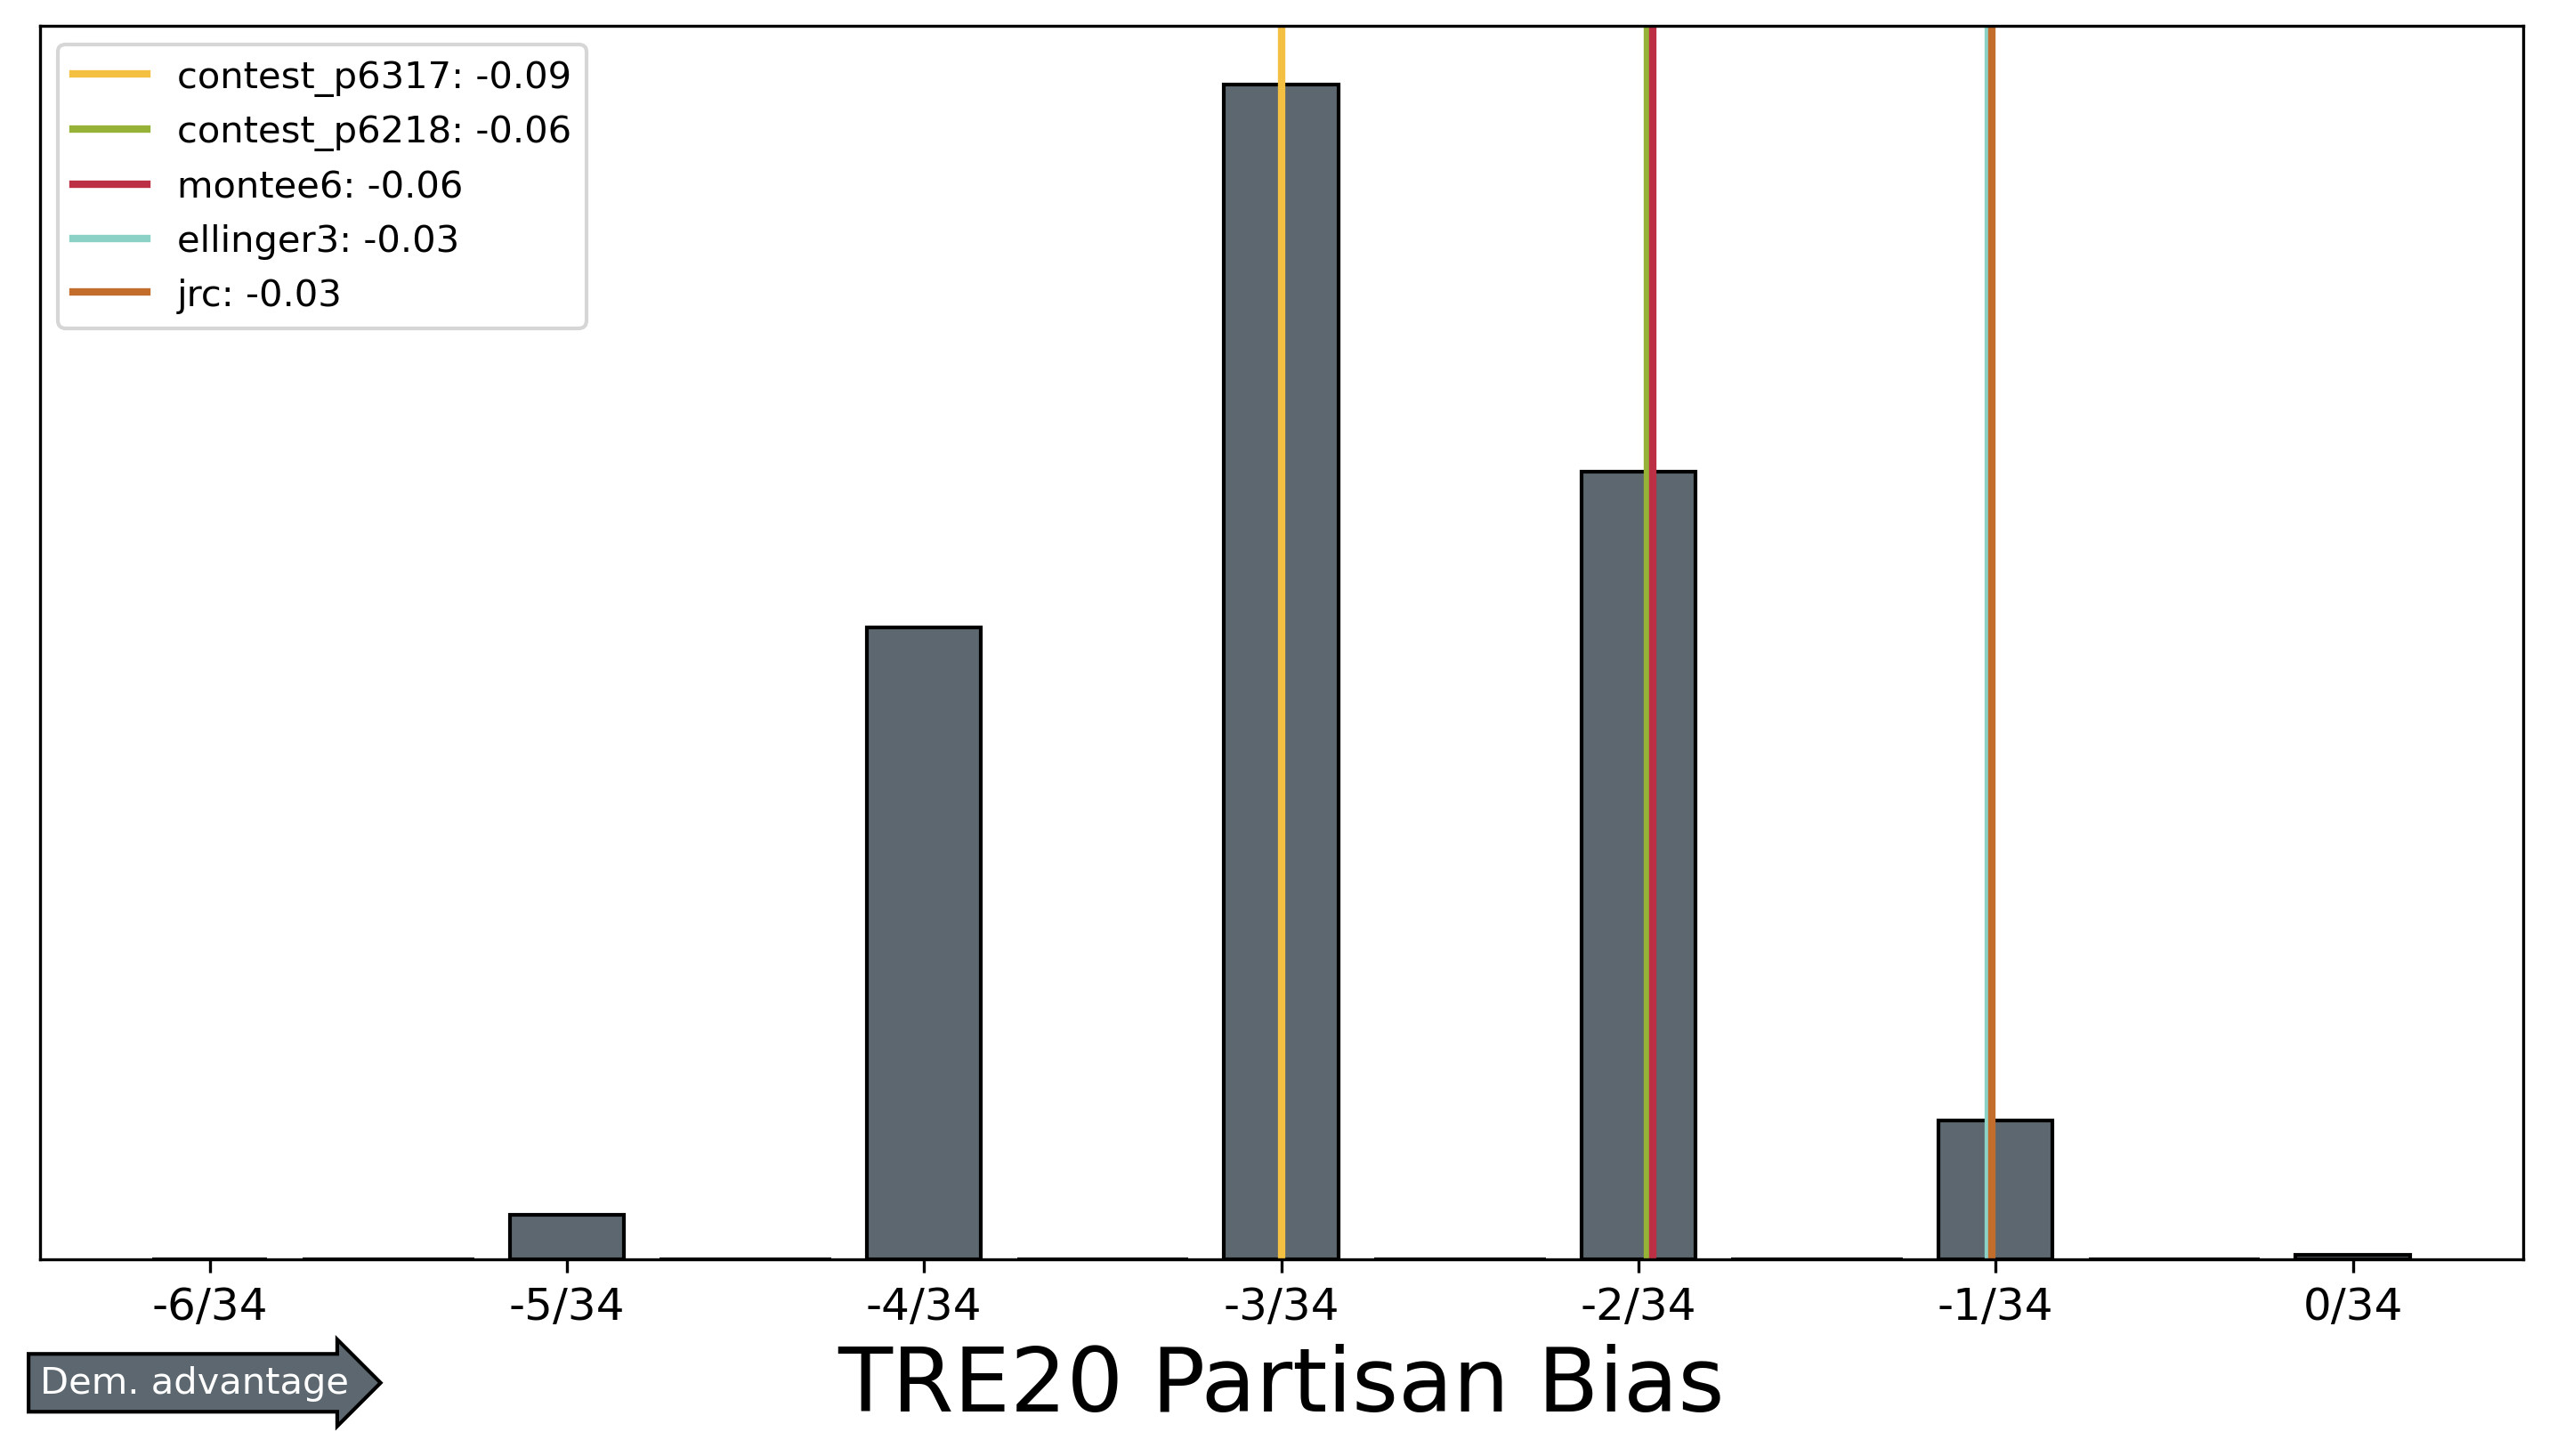 contest_p6317: -0.09
contest_p6218: -0.06
montee6: -0.06
ellinger3: -0.03
jrc: -0.03
-6/34 -5/34 -4/34 -3/34 -2/34 -1/34 0/34
Dem. advantage
TRE20 Partisan Bias